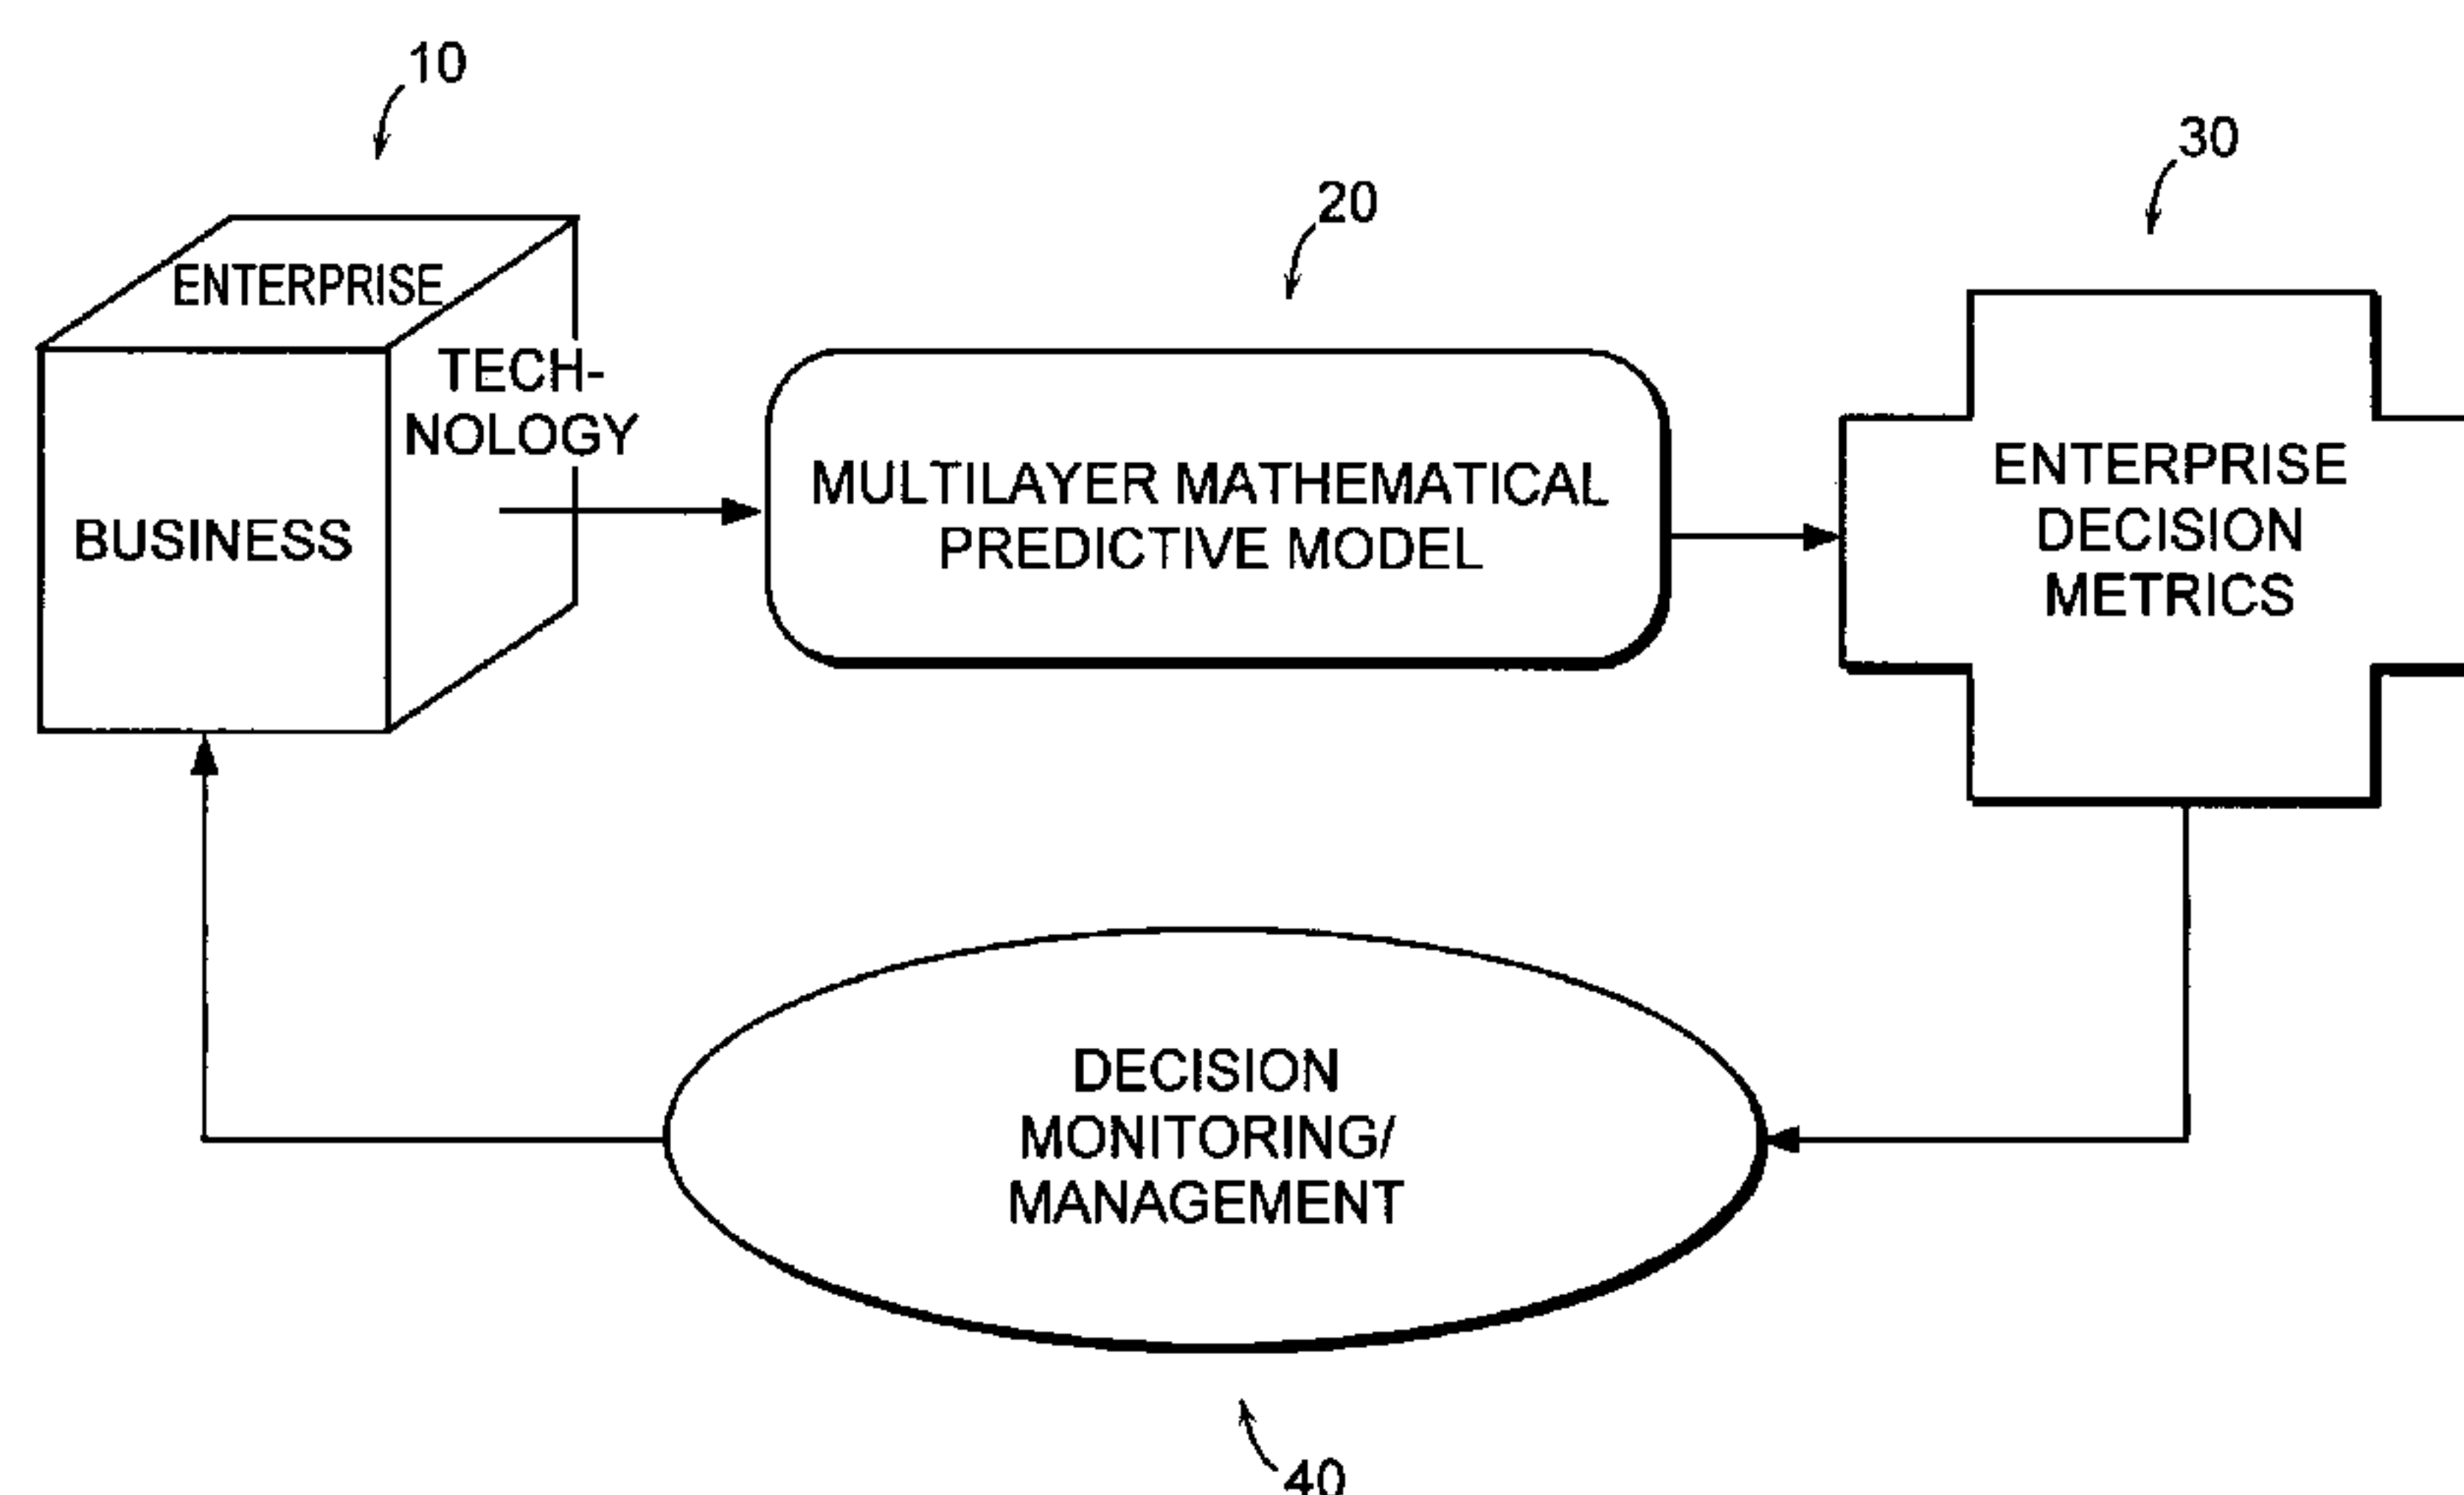 10
20
30
ENTERPRISE
TECH-
NOLOGY
BUSINESS
MULTILAYER MATHEMATICAL
PREDICTIVE MODEL
ENTERPRISE
DECISION
METRICS
DECISION
MONITORING/
MANAGEMENT
40